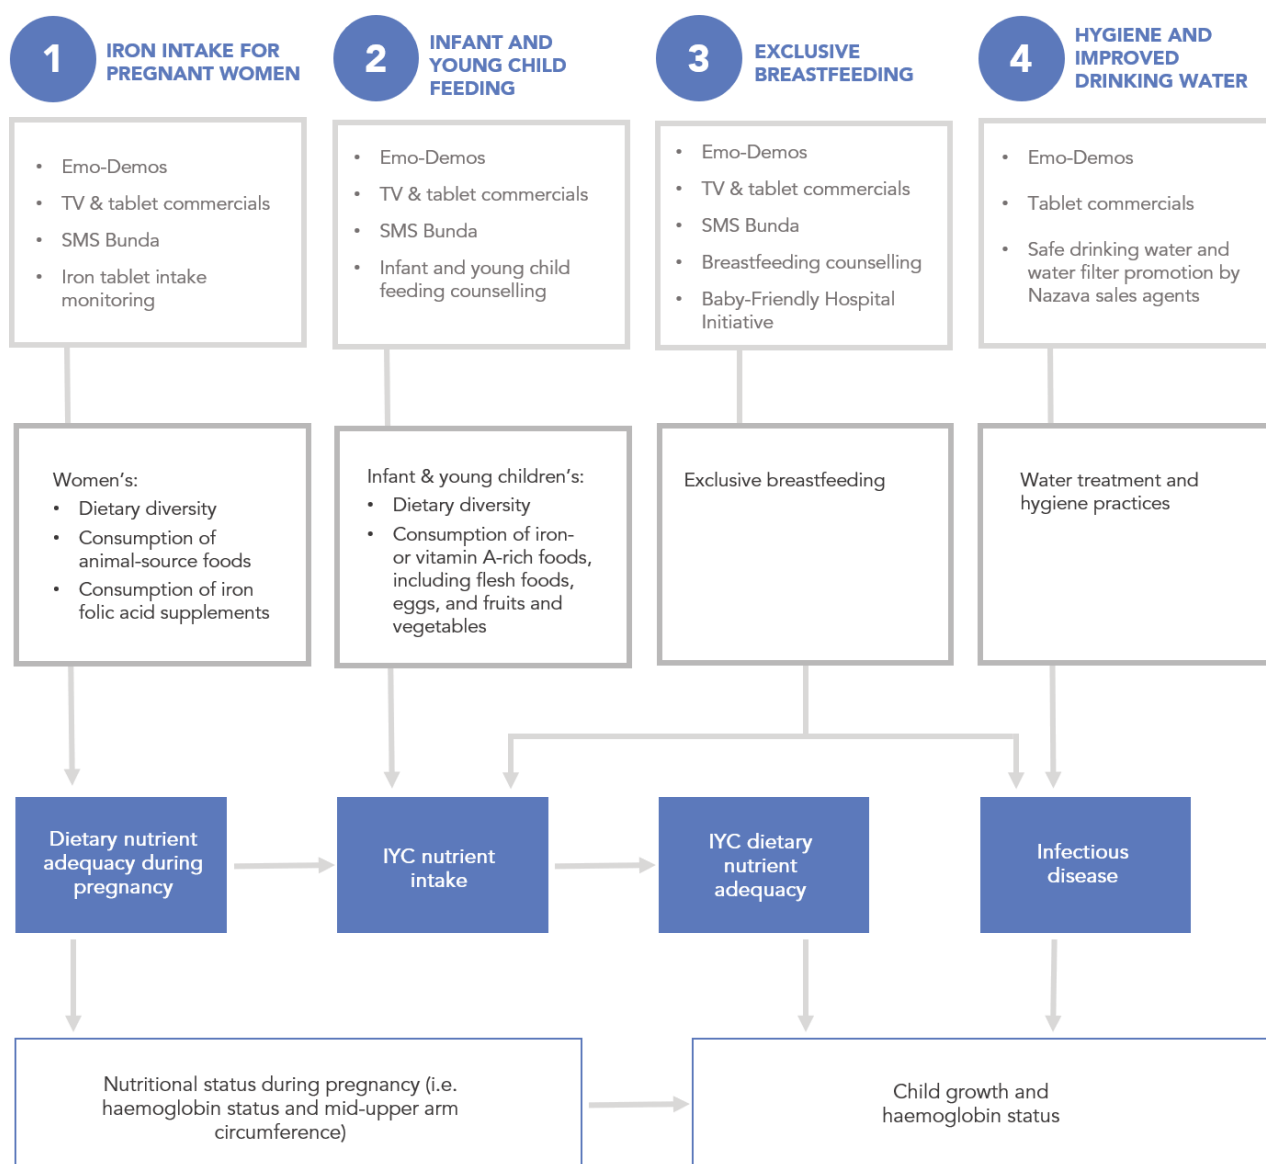 1
IRON INTAKE FOR
PREGNANT WOMEN
2
INFANT AND
YOUNG CHILD
FEEDING
3
EXCLUSIVE
BREASTFEEDING
4
HYGIENE AND
IMPROVED
DRINKING WATER
• Emo-Demos
• TV & tablet commercials
• SMS Bunda
• Iron tablet intake
monitoring
• Emo-Demos
• TV & tablet commercials
• SMS Bunda
• Infant and young child
feeding counselling
• Emo-Demos
• TV & tablet commercials
• SMS Bunda
• Breastfeeding counselling
• Baby-Friendly Hospital
Initiative
• Emo-Demos
• Tablet commercials
• Safe drinking water and
water filter promotion by
Nazava sales agents
Women's:
• Dietary diversity
• Consumption of
animal-source foods
• Consumption of iron
folic acid supplements
Infant & young children's:
• Dietary diversity
• Consumption of iron-
or vitamin A-rich foods,
including flesh foods,
eggs, and fruits and
vegetables
Exclusive breastfeeding
Water treatment and
hygiene practices
Dietary nutrient
adequacy during
pregnancy
IYC nutrient
intake
IYC dietary
nutrient
adequacy
Infectious
disease
Nutritional status during pregnancy (i.e.
haemoglobin status and mid-upper arm
circumference)
Child growth and
haemoglobin status